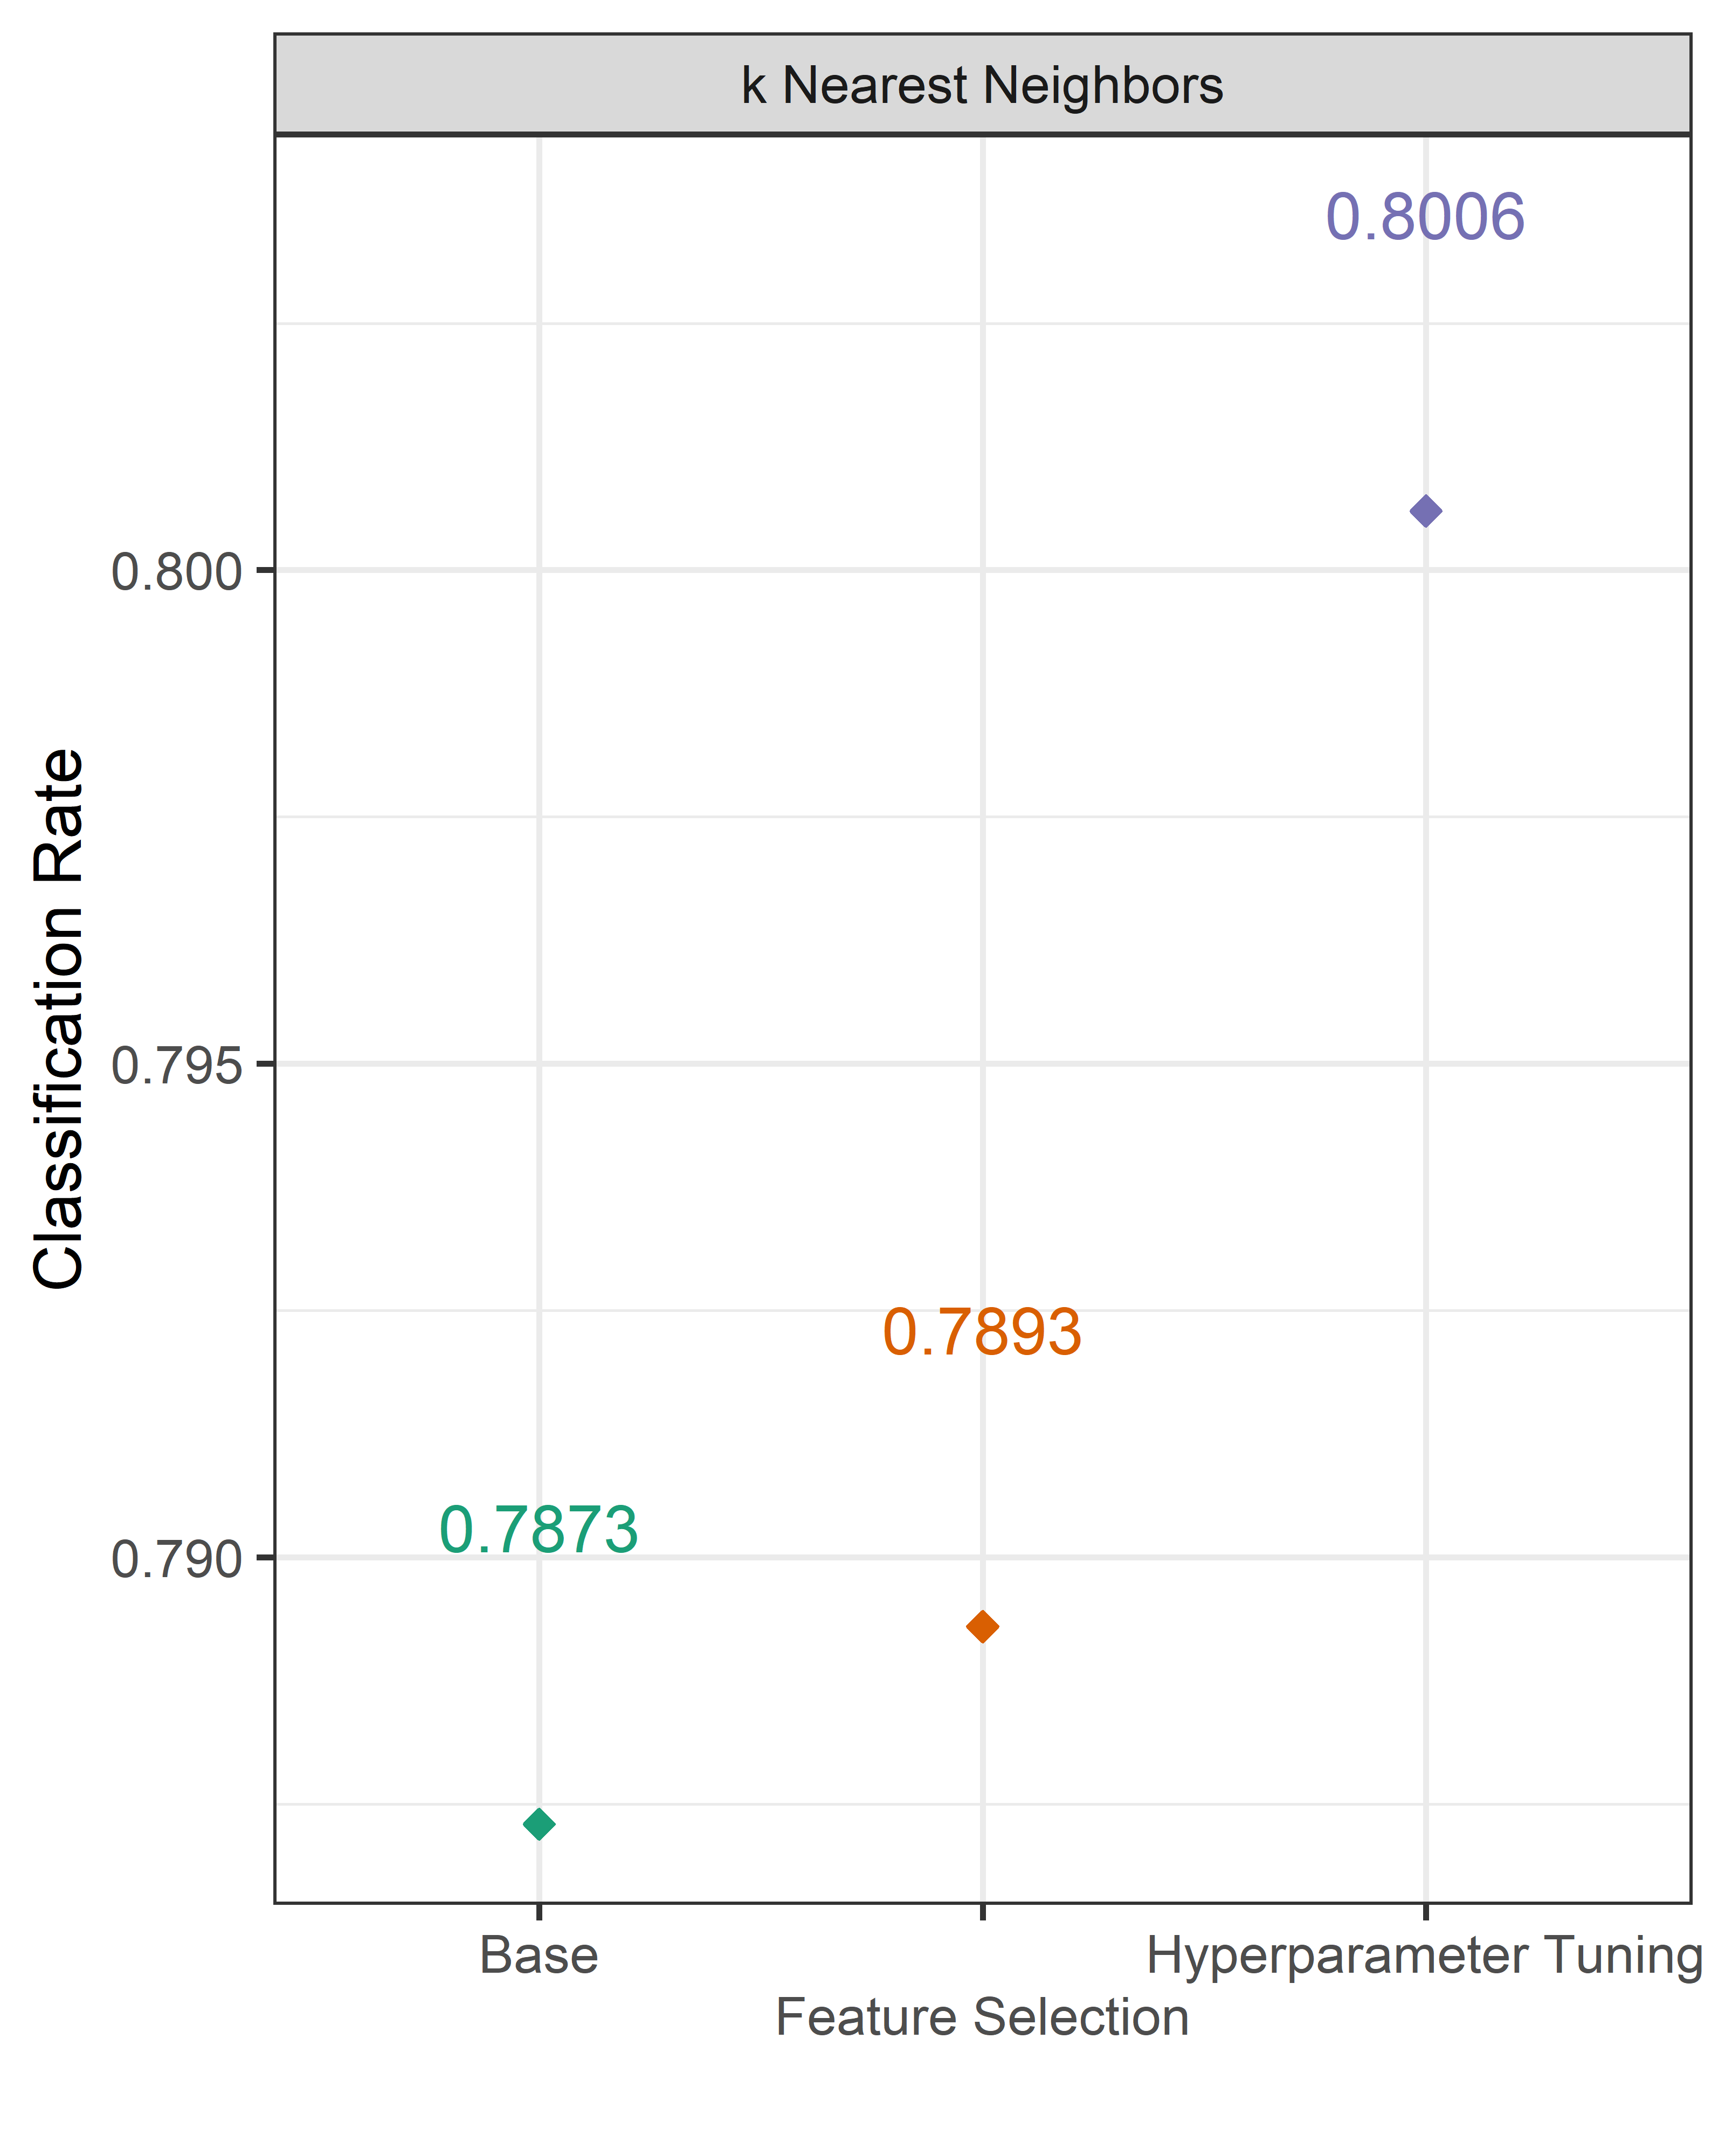 k Nearest Neighbors
0.8006
0.800
Classification Rate
0.795
0.7893
0.7873
0.790
Base
Hyperparameter Tuning
Feature Selection